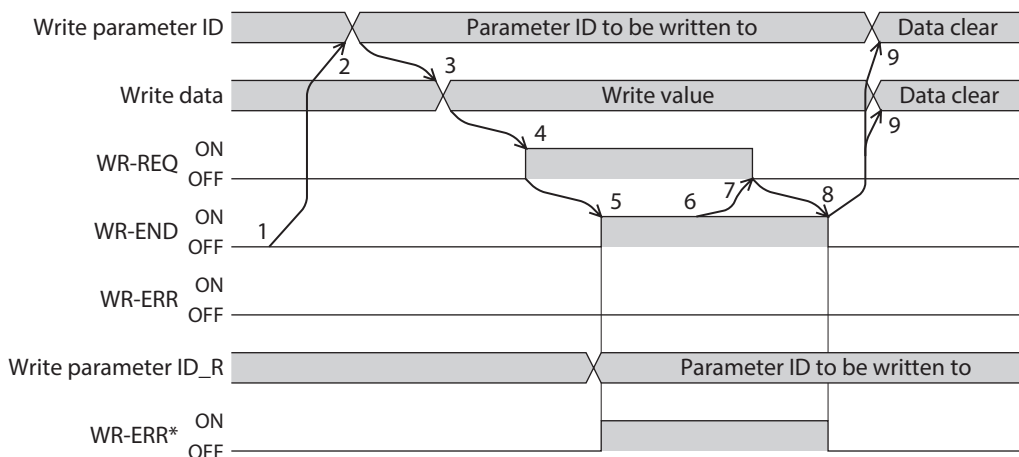 Write parameter ID
Parameter ID to be written to
Data clear
2
3
9
Write data
Write value
Data clear
4
9
WR-REQ
ON
OFF
5
6
7
8
WR-END
ON
OFF
1
WR-ERR
ON
OFF
Write parameter ID_R
Parameter ID to be written to
WR-ERR*
ON
OFF